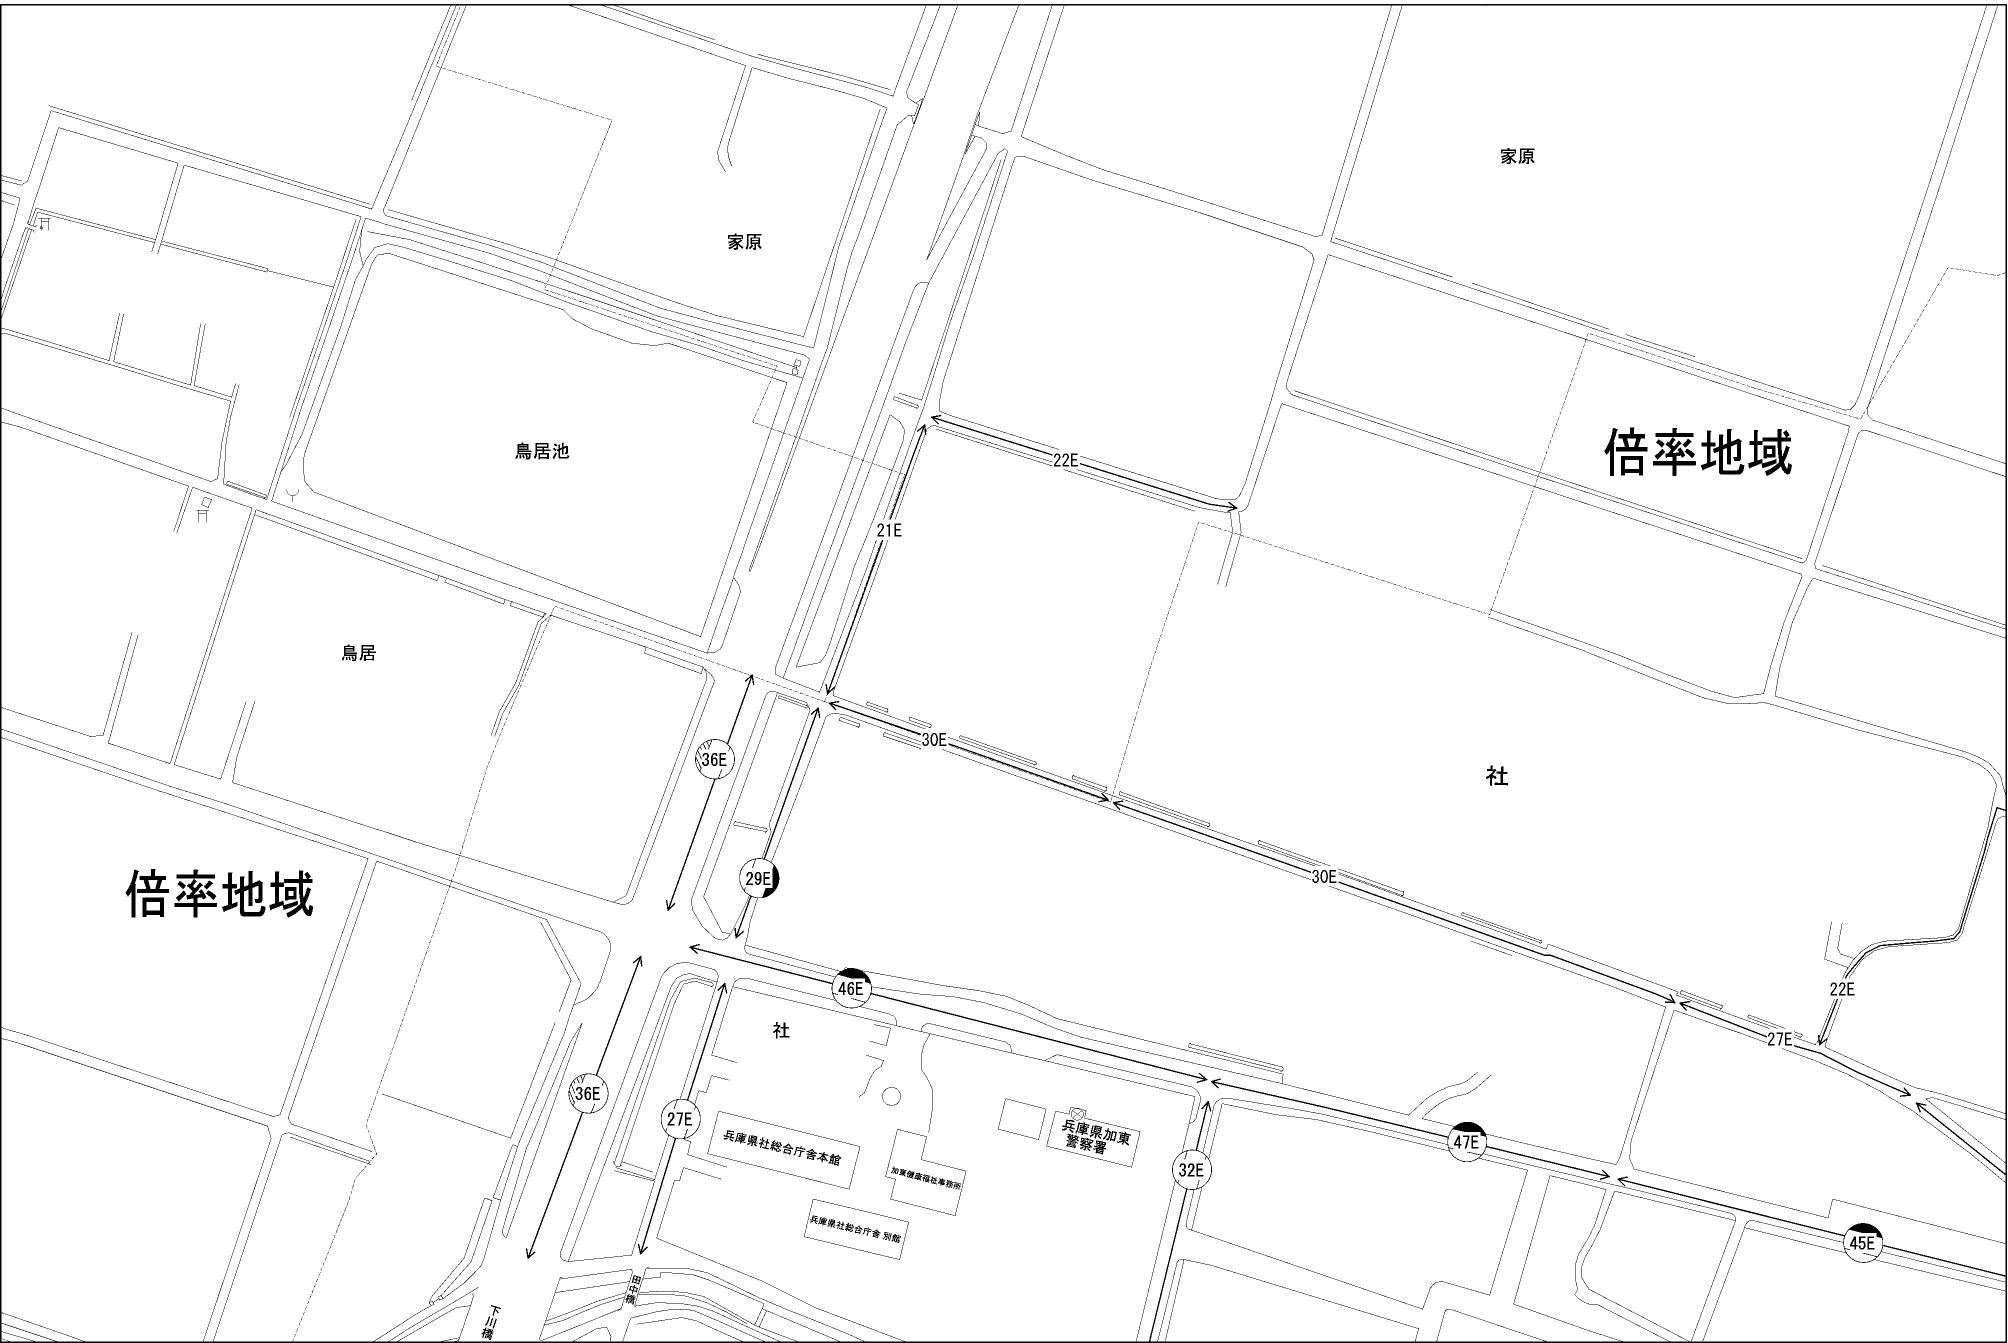 家原
家原
倍率地域
鳥居池
22E
21E
鳥居
30E
36E
社
30E
29E
倍率地域
46E
22E
社
27E
36E
27E
兵庫県社総合庁舎本館
加東健康福祉事務所
兵庫県加東
警察署
47E
32E
兵庫県社総合庁舎 別館
45E
田中橋
下川橋